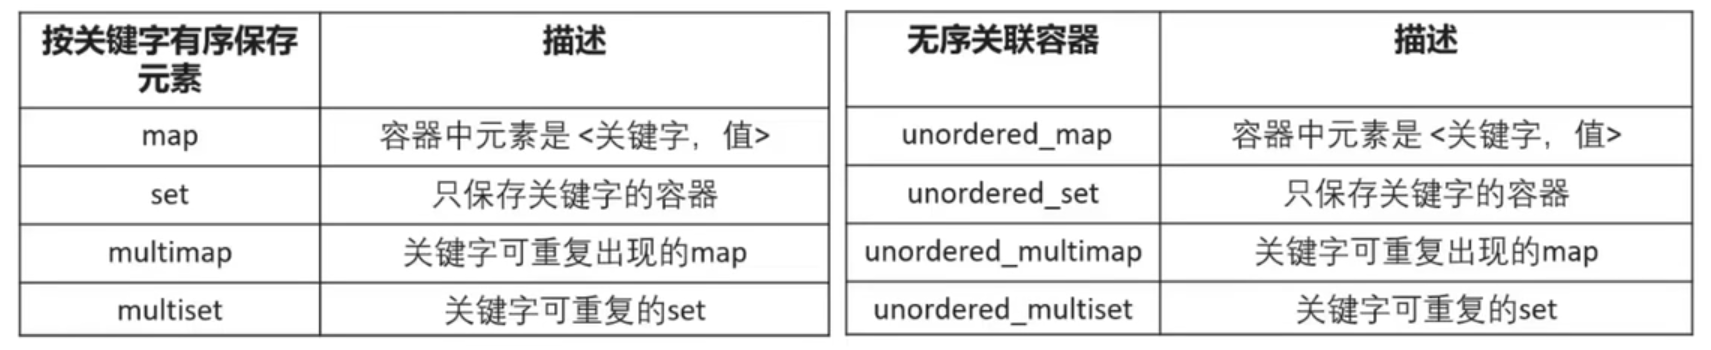 按关键字有序保存
元素
描述
map
容器中元素是 <关键字，值>
set
只保存关键字的容器
multimap
关键字可重复出现的map
multiset
关键字可重复的set
无序关联容器
描述
unordered_map
容器中元素是 <关键字，值>
unordered_set
只保存关键字的容器
unordered_multimap
关键字可重复出现的map
unordered_multiset
关键字可重复的set